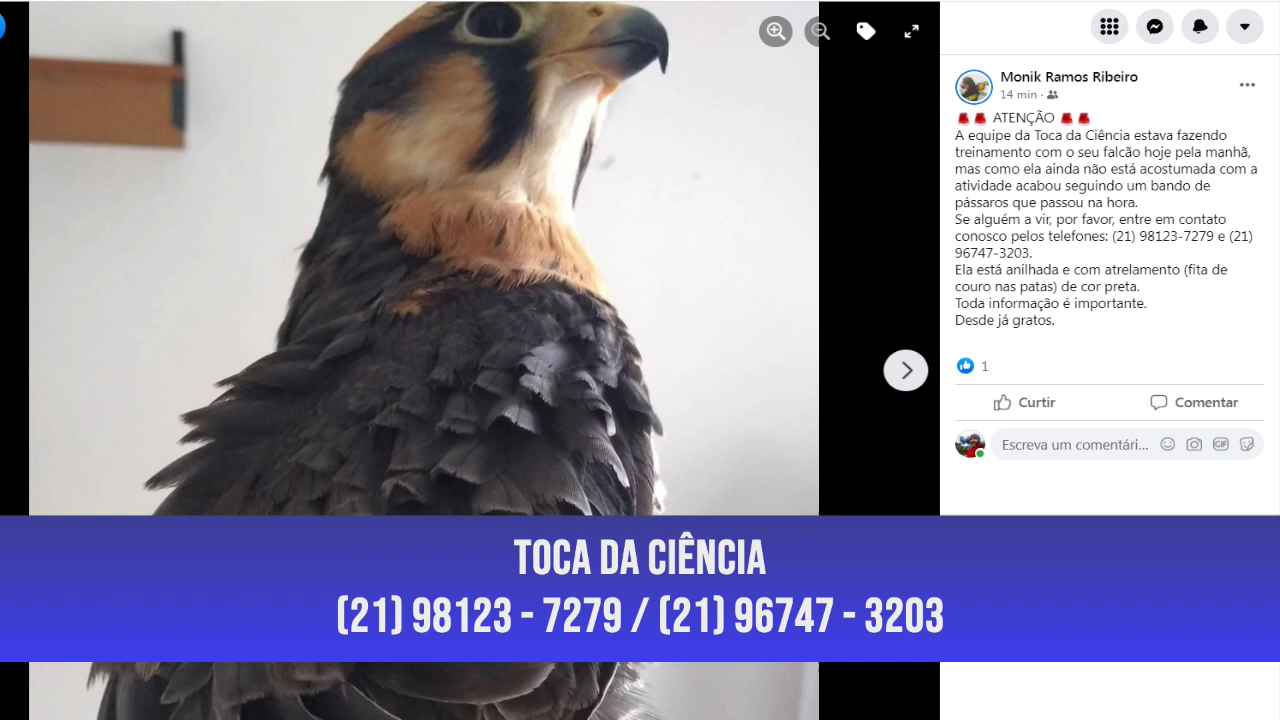 Monik Ramos Ribeiro
14 min ·
ATENÇÃO
A equipe da Toca da Ciência estava fazendo
treinamento com o seu falcão hoje pela manhã,
mas como ela ainda não está acostumada com a
atividade acabou seguindo um bando de
pássaros que passou na hora.
Se alguém a vir, por favor, entre em contato
conosco pelos telefones: (21) 98123-7279 e (21)
96747-3203.
Ela está anilhada e com atrelamento (fita de
couro nas patas) de cor preta.
Toda informação é importante.
Desde já gratos.
1
Curtir Comentar
Escreva um comentári... GIF
TOCA DA CIÊNCIA
(21) 98123 - 7279 / (21) 96747 - 3203